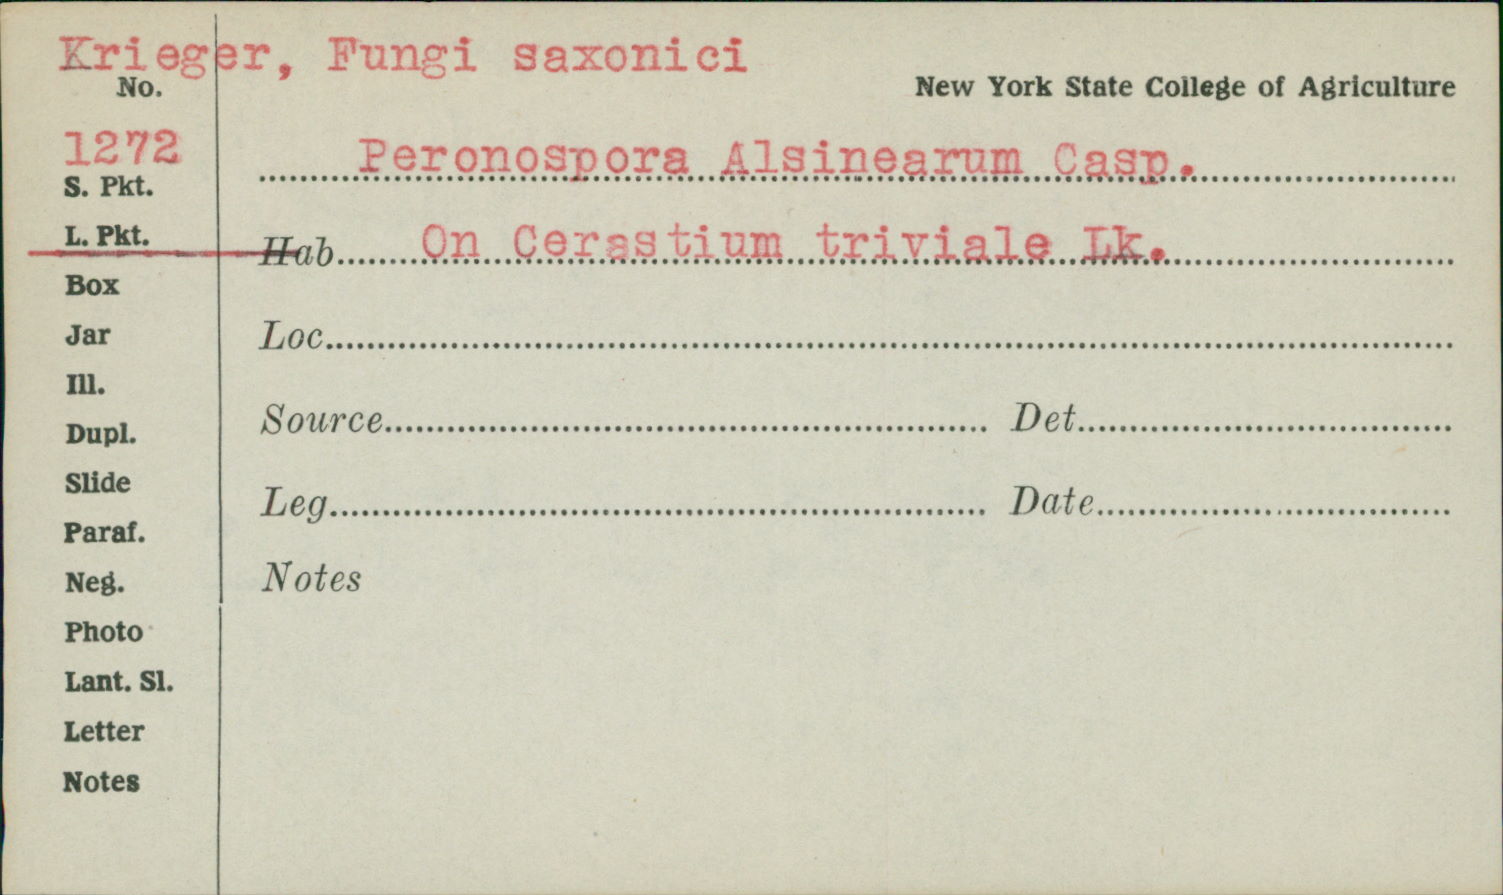 Krieger, Fungi saxonici
No.
New York State College of Agriculture
1272
Peronospora Alsinearum Casp.
S. Pkt.
L. Pkt.
Hab. On Cerastium triviale Lk.
Box
Loc.
Jar
Ill.
Source Det.
Dupl.
Slide
Leg. Date
Paraf.
Neg.
Notes
Photo
Lant. Sl.
Letter
Notes